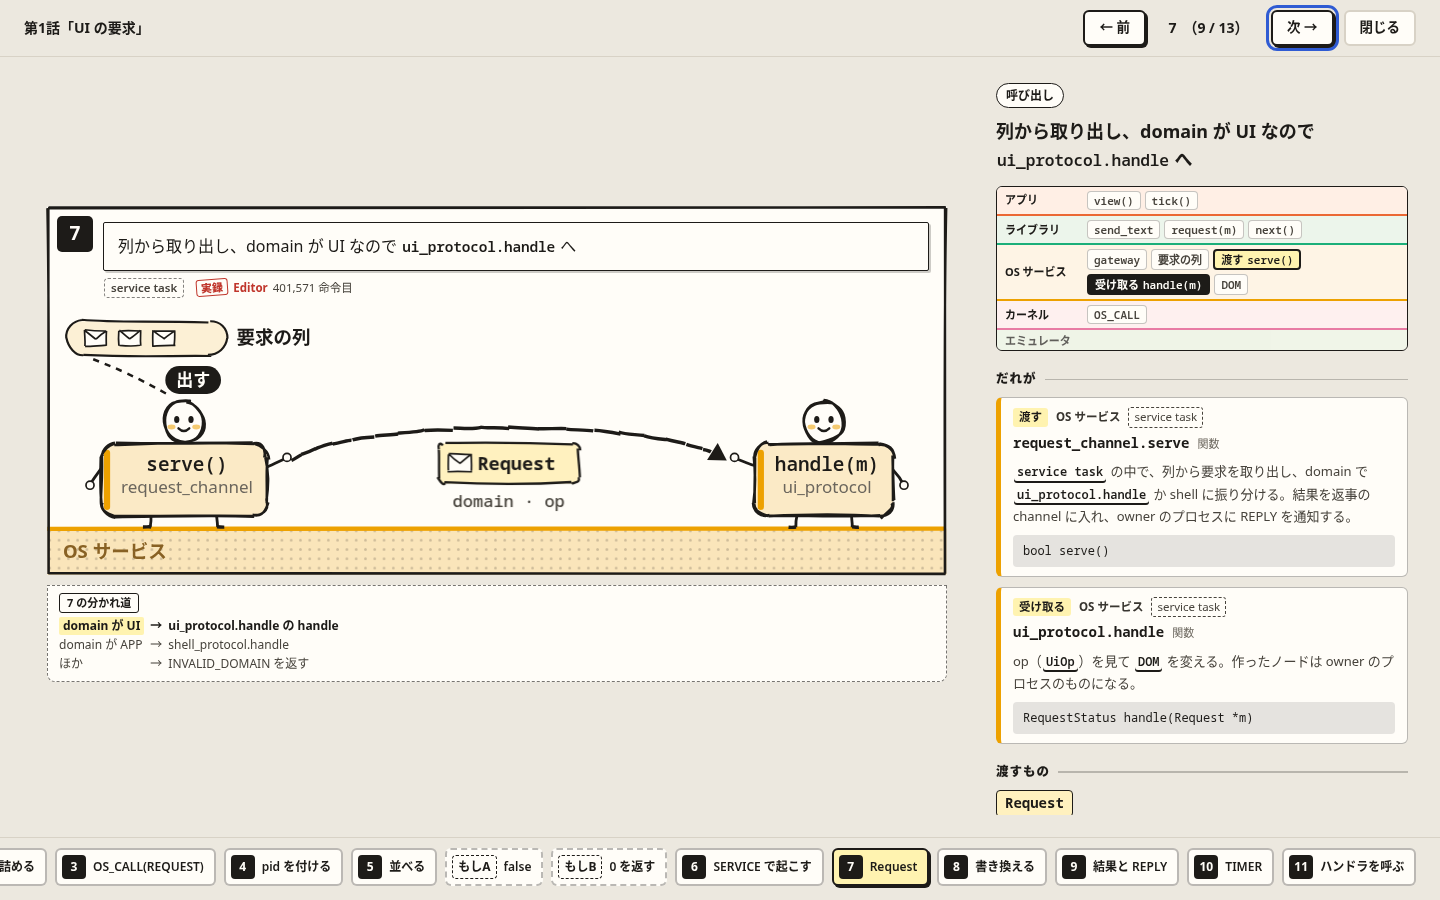 第1話「UI の要求」
← 前
7 （9 / 13）
次 →
閉じる
7
列から取り出し、domain が UI なので ui_protocol.handle へ
service task 実録 Editor 401,571 命令目
要求の列
出す
serve()
request_channel
Request
domain · op
handle(m)
ui_protocol
OS サービス
7 の分かれ道
domain が UI → ui_protocol.handle の handle
domain が APP → shell_protocol.handle
ほか → INVALID_DOMAIN を返す
呼び出し
列から取り出し、domain が UI なので
ui_protocol.handle へ
アプリ view() tick()
ライブラリ send_text request(m) next()
OS サービス gateway 要求の列 渡す serve()
受け取る handle(m) DOM
カーネル OS_CALL
エミュレータ
だれが
渡す OS サービス service task
request_channel.serve 関数
service task の中で、列から要求を取り出し、domain で
ui_protocol.handle か shell に振り分ける。結果を返事の
channel に入れ、owner のプロセスに REPLY を通知する。
bool serve()
受け取る OS サービス service task
ui_protocol.handle 関数
op（UiOp）を見て DOM を変える。作ったノードは owner のプ
ロセスのものになる。
RequestStatus handle(Request *m)
渡すもの
Request
詰める
3 OS_CALL(REQUEST)
4 pid を付ける
5 並べる
もしA false
もしB 0 を返す
6 SERVICE で起こす
7 Request
8 書き換える
9 結果と REPLY
10 TIMER
11 ハンドラを呼ぶ